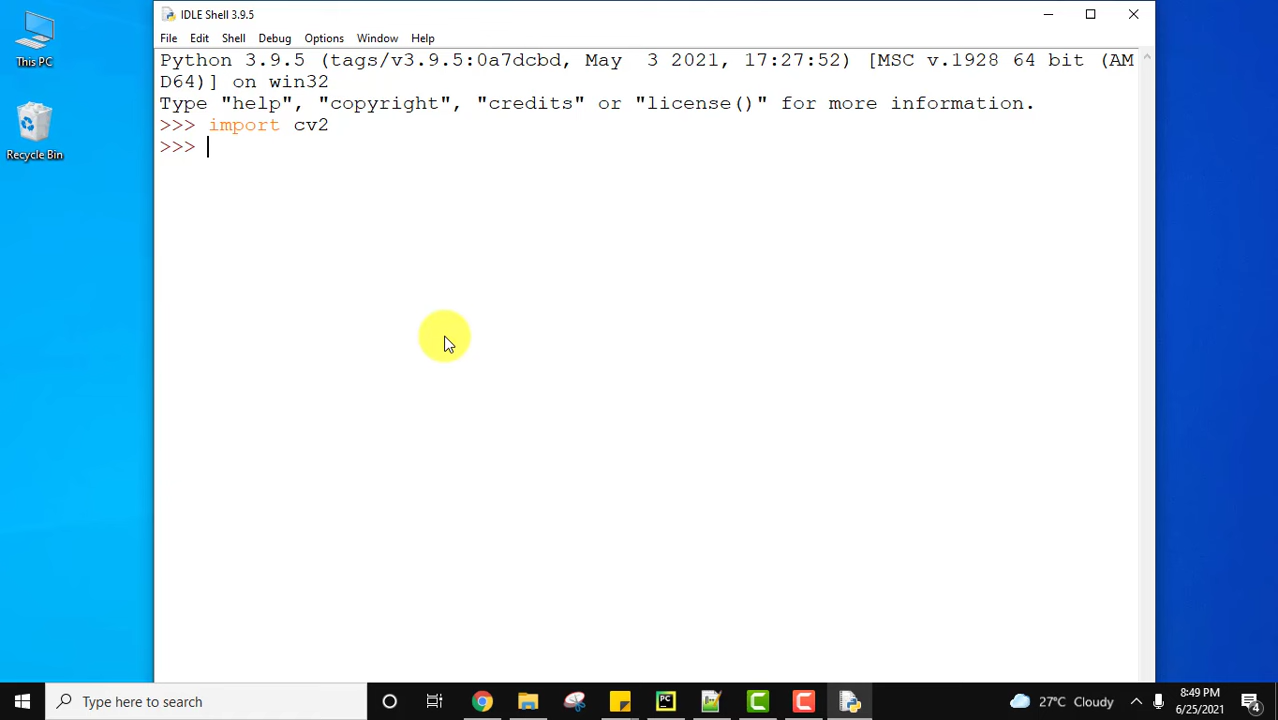 This PC
Recycle Bin
IDLE Shell 3.9.5
File Edit Shell Debug Options Window Help
Python 3.9.5 (tags/v3.9.5:0a7dcbd, May  3 2021, 17:27:52) [MSC v.1928 64 bit (AM
D64)] on win32
Type "help", "copyright", "credits" or "license()" for more information.
>>> import cv2
>>>
Type here to search
PC
27°C Cloudy
8:49 PM
6/25/2021
4